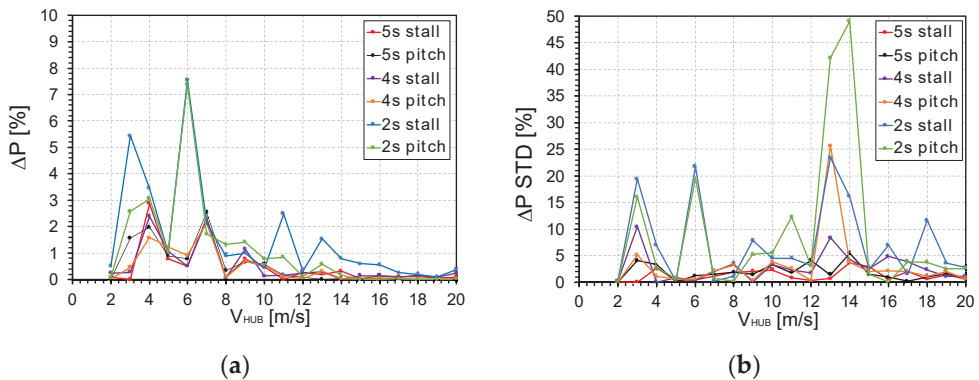 10
9
8
7
6
5
4
3
2
1
0
ΔP [%]
0 2 4 6 8 10 12 14 16 18 20
V_HUB [m/s]
5s stall
5s pitch
4s stall
4s pitch
2s stall
2s pitch
(a)
50
45
40
35
30
25
20
15
10
5
0
ΔP STD [%]
0 2 4 6 8 10 12 14 16 18 20
V_HUB [m/s]
5s stall
5s pitch
4s stall
4s pitch
2s stall
2s pitch
(b)